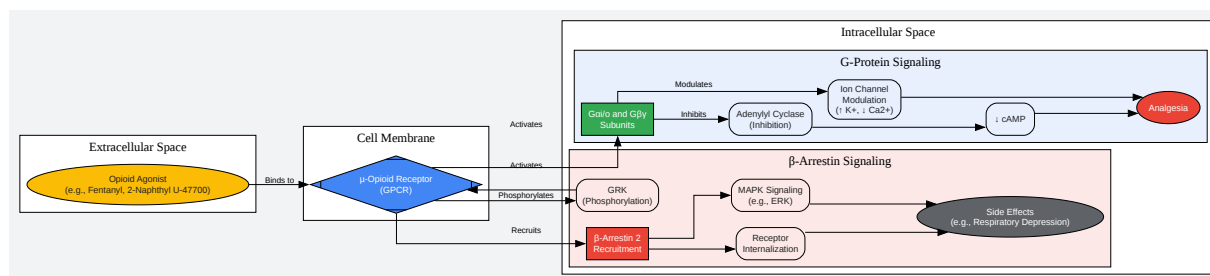 Intracellular Space
G-Protein Signaling
Modulates
Ion Channel
Modulation
(↑ K+, ↓ Ca2+)
Analgesia
Gαi/o and Gβγ
Subunits
Inhibits
Adenylyl Cyclase
(Inhibition)
↓ cAMP
Activates
Cell Membrane
Extracellular Space
β-Arrestin Signaling
Activates
Opioid Agonist
(e.g., Fentanyl, 2-Naphthyl U-47700)
Binds to
μ-Opioid Receptor
(GPCR)
Phosphorylates
GRK
(Phosphorylation)
MAPK Signaling
(e.g., ERK)
Side Effects
(e.g., Respiratory Depression)
Recruits
β-Arrestin 2
Recruitment
Receptor
Internalization